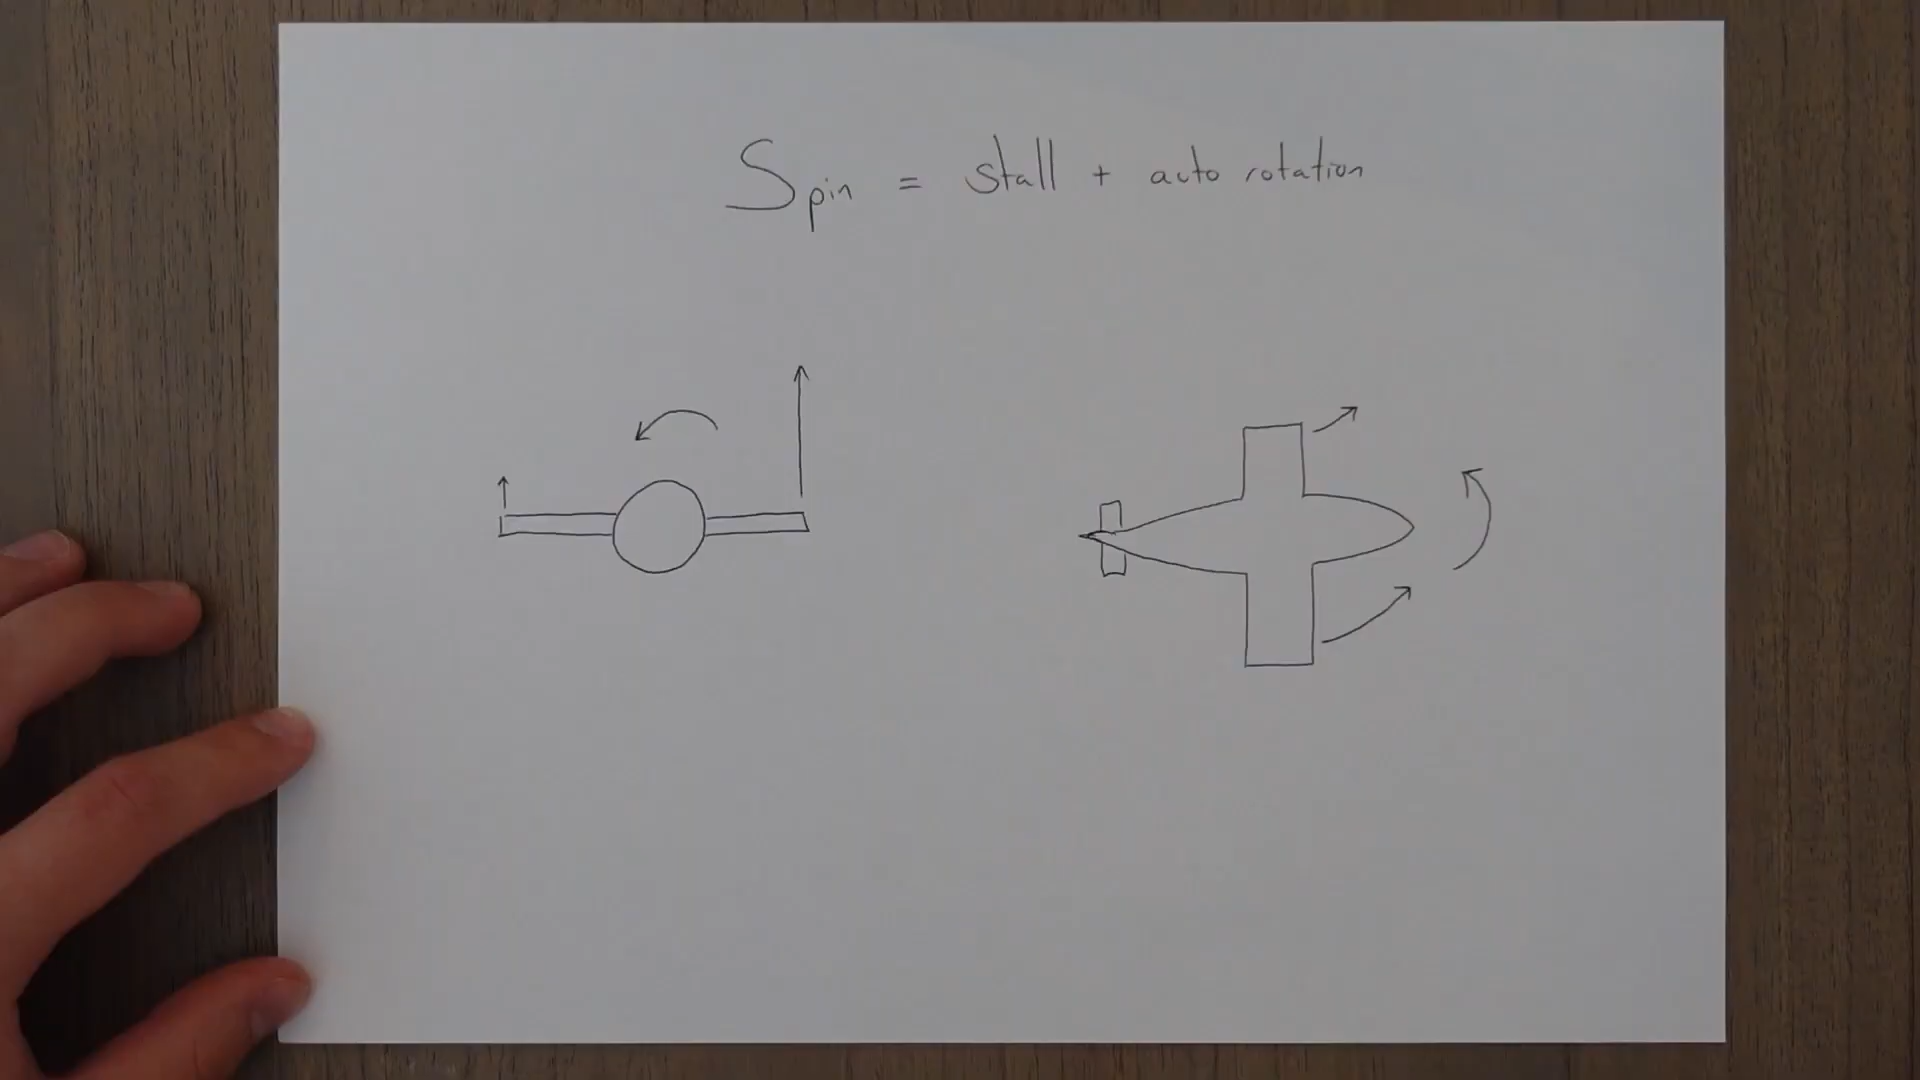 Spin = stall + auto rotation